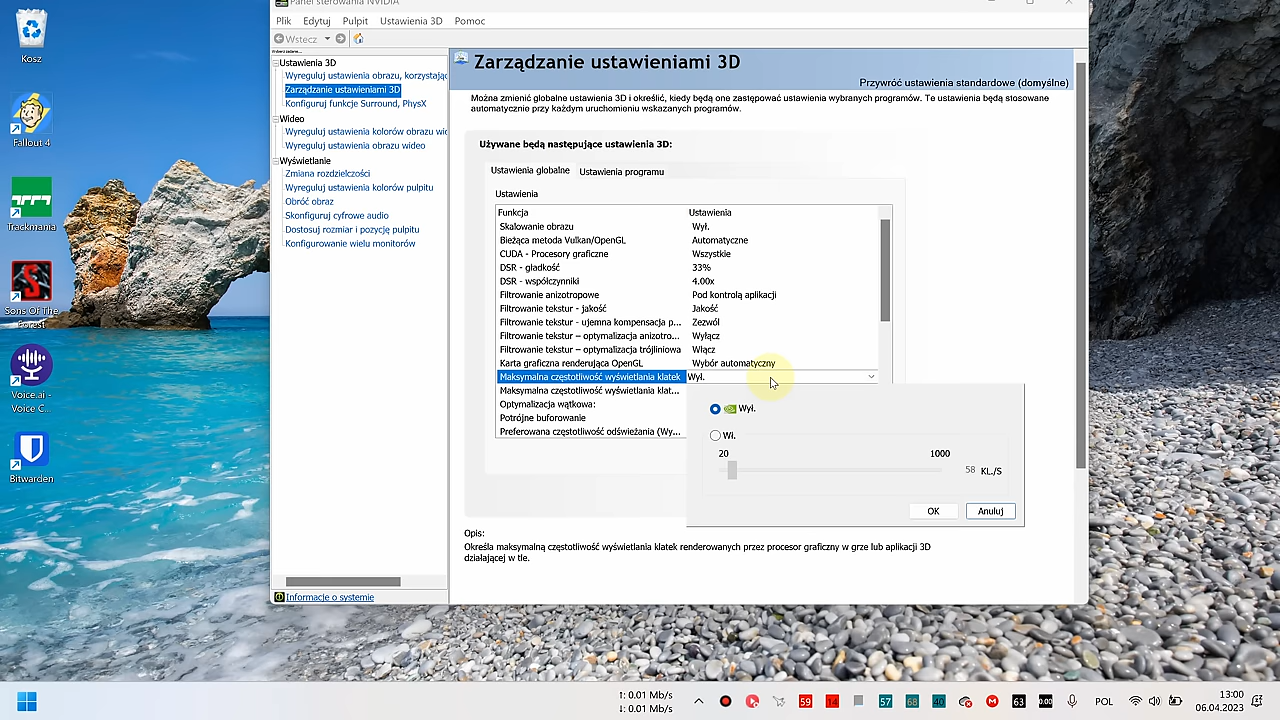 Panel sterowania NVIDIA
Plik Edytuj Pulpit Ustawienia 3D Pomoc
Wstecz
Wybierz zadanie...
Ustawienia 3D
Wyreguluj ustawienia obrazu, korzystając
Zarządzanie ustawieniami 3D
Konfiguruj funkcje Surround, PhysX
Wideo
Wyreguluj ustawienia kolorów obrazu wid
Wyreguluj ustawienia obrazu wideo
Wyświetlanie
Zmiana rozdzielczości
Wyreguluj ustawienia kolorów pulpitu
Obróć obraz
Skonfiguruj cyfrowe audio
Dostosuj rozmiar i pozycję pulpitu
Konfigurowanie wielu monitorów
Informacje o systemie
Zarządzanie ustawieniami 3D
Przywróć ustawienia standardowe (domyślne)
Można zmienić globalne ustawienia 3D i określić, kiedy będą one zastępować ustawienia wybranych programów. Te ustawienia będą stosowane
automatycznie przy każdym uruchomieniu wskazanych programów.
Używane będą następujące ustawienia 3D:
Ustawienia globalne Ustawienia programu
Ustawienia
Funkcja Ustawienia
Skalowanie obrazu Wył.
Bieżąca metoda Vulkan/OpenGL Automatyczne
CUDA - Procesory graficzne Wszystkie
DSR - gładkość 33%
DSR - współczynniki 4.00x
Filtrowanie anizotropowe Pod kontrolą aplikacji
Filtrowanie tekstur - jakość Jakość
Filtrowanie tekstur - ujemna kompensacja p... Zezwól
Filtrowanie tekstur – optymalizacja anizotro... Wyłącz
Filtrowanie tekstur – optymalizacja trójliniowa Włącz
Karta graficzna renderująca OpenGL Wybór automatyczny
Maksymalna częstotliwość wyświetlania klatek Wył.
Maksymalna częstotliwość wyświetlania klat...
Optymalizacja wątkowa:
Potrójne buforowanie
Preferowana częstotliwość odświeżania (Wy...
Wył.
Wł.
20 1000
58 KL./S
OK Anuluj
Opis:
Określa maksymalną częstotliwość wyświetlania klatek renderowanych przez procesor graficzny w grze lub aplikacji 3D
działającej w tle.
Kosz
Fallout 4
Trackmania
Sons Of The
Forest
Voice.ai -
Voice C...
Bitwarden
↑: 0.01 Mb/s
↓: 0.01 Mb/s
59 14 57 68 40 63 0.00
POL
13:00
06.04.2023